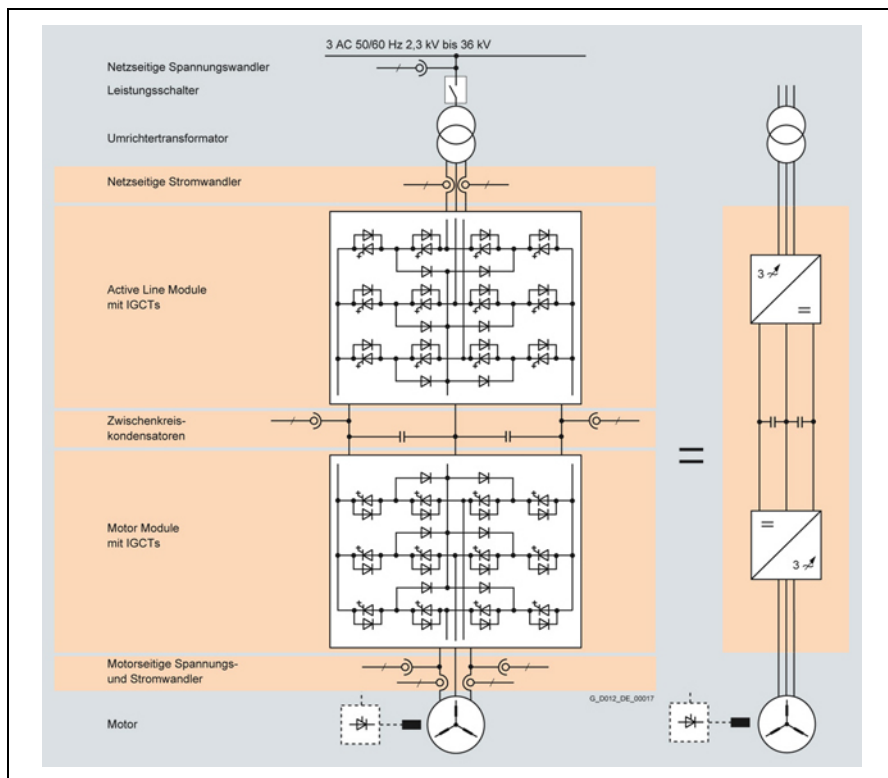 3 AC 50/60 Hz 2,3 kV bis 36 kV
Netzseitige Spannungswandler
Leistungsschalter
Umrichtertransformator
Netzseitige Stromwandler
Active Line Module
mit IGCTs
3
=
Zwischenkreis-
kondensatoren
=
Motor Module
mit IGCTs
=
3
Motorseitige Spannungs-
und Stromwandler
G_D012_DE_00017
Motor